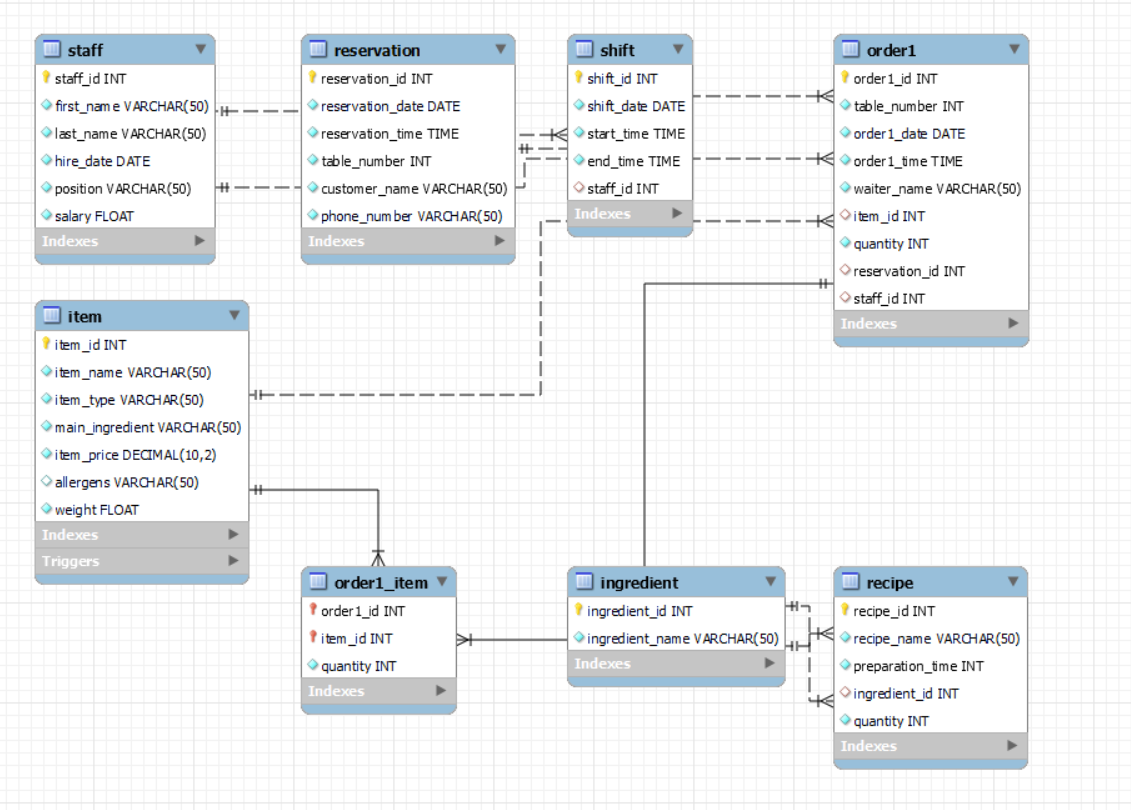 staff
staff_id INT
first_name VARCHAR(50)
last_name VARCHAR(50)
hire_date DATE
position VARCHAR(50)
salary FLOAT
Indexes
reservation
reservation_id INT
reservation_date DATE
reservation_time TIME
table_number INT
customer_name VARCHAR(50)
phone_number VARCHAR(50)
Indexes
shift
shift_id INT
shift_date DATE
start_time TIME
end_time TIME
staff_id INT
Indexes
order1
order1_id INT
table_number INT
order1_date DATE
order1_time TIME
waiter_name VARCHAR(50)
item_id INT
quantity INT
reservation_id INT
staff_id INT
Indexes
item
item_id INT
item_name VARCHAR(50)
item_type VARCHAR(50)
main_ingredient VARCHAR(50)
item_price DECIMAL(10,2)
allergens VARCHAR(50)
weight FLOAT
Indexes
Triggers
order1_item
order1_id INT
item_id INT
quantity INT
Indexes
ingredient
ingredient_id INT
ingredient_name VARCHAR(50)
Indexes
recipe
recipe_id INT
recipe_name VARCHAR(50)
preparation_time INT
ingredient_id INT
quantity INT
Indexes